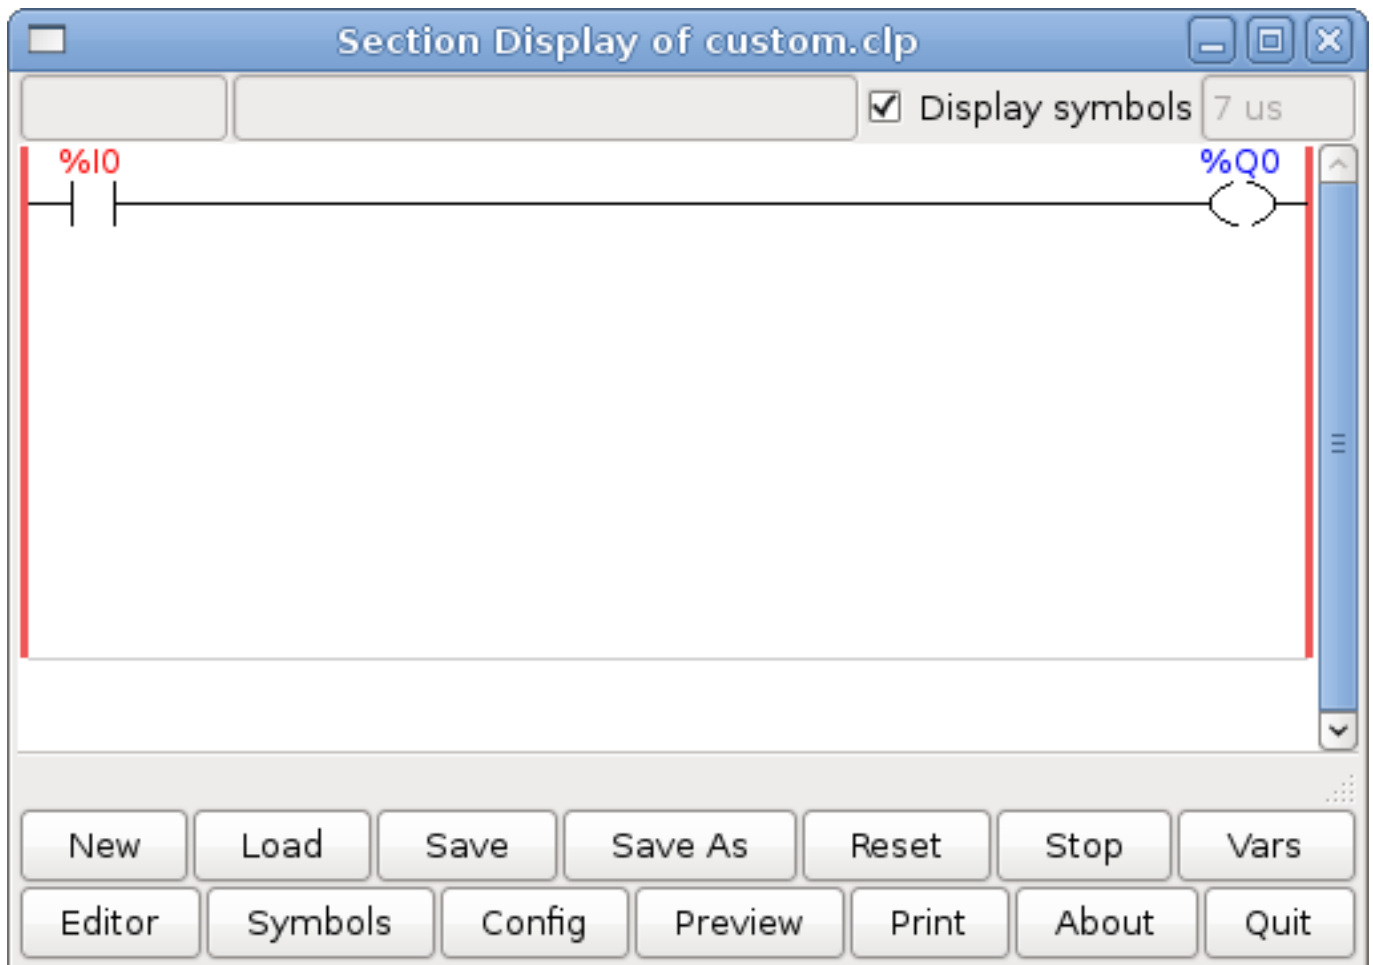 Section Display of custom.clp
Display symbols 7 us
%I0 %Q0
New Load Save Save As Reset Stop Vars
Editor Symbols Config Preview Print About Quit